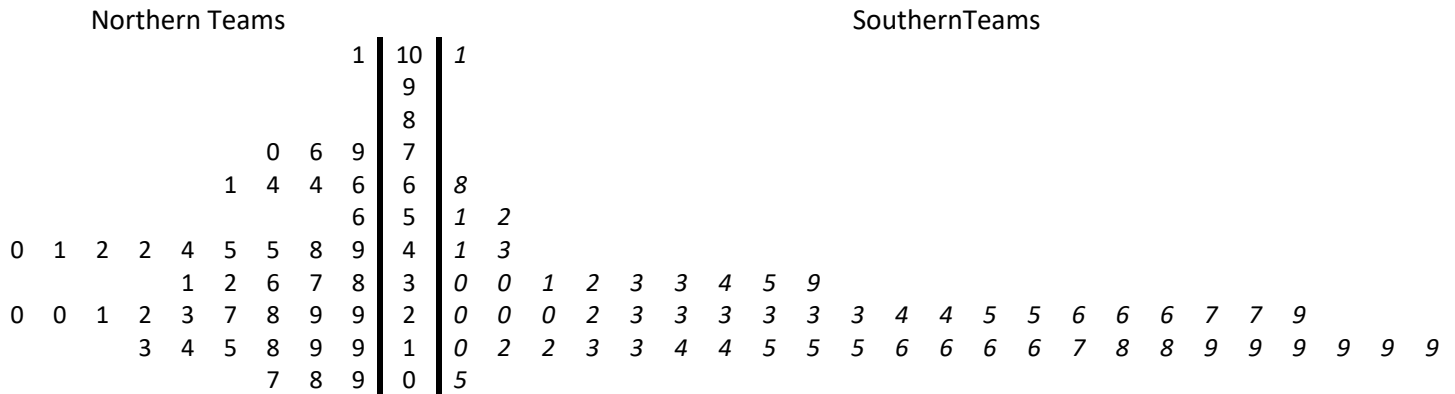 Northern Teams SouthernTeams
1 10 1
9
8
0 6 9 7
1 4 4 6 6 8
6 5 1 2
0 1 2 2 4 5 5 8 9 4 1 3
1 2 6 7 8 3 0 0 1 2 3 3 4 5 9
0 0 1 2 3 7 8 9 9 2 0 0 0 2 3 3 3 3 3 3 4 4 5 5 6 6 6 7 7 9
3 4 5 8 9 9 1 0 2 2 3 3 4 4 5 5 5 6 6 6 6 7 8 8 9 9 9 9 9 9
7 8 9 0 5